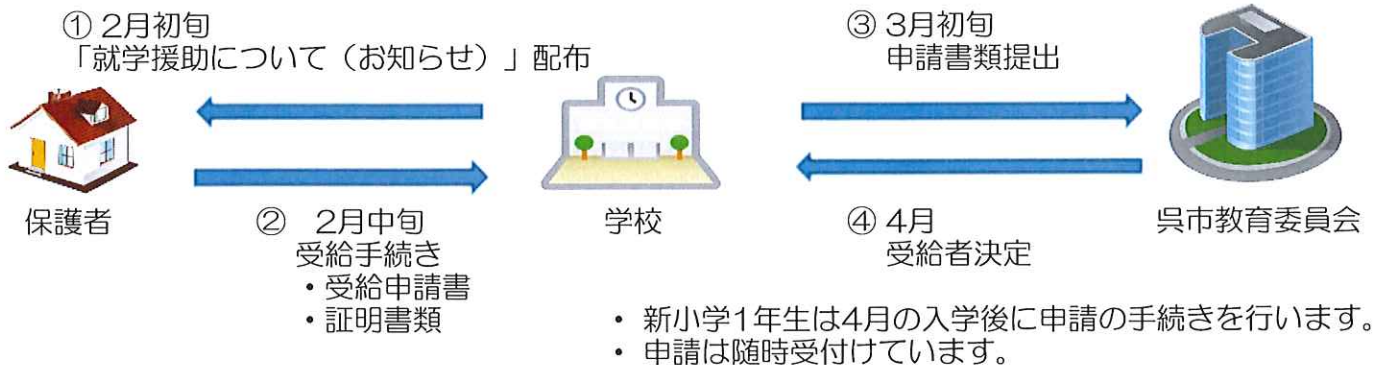 ① 2月初旬
「就学援助について（お知らせ）」配布
③ 3月初旬
申請書類提出
保護者
② 2月中旬
受給手続き
・受給申請書
・証明書類
学校
④ 4月
受給者決定
呉市教育委員会
・ 新小学1年生は4月の入学後に申請の手続きを行います。
・ 申請は随時受付けています。